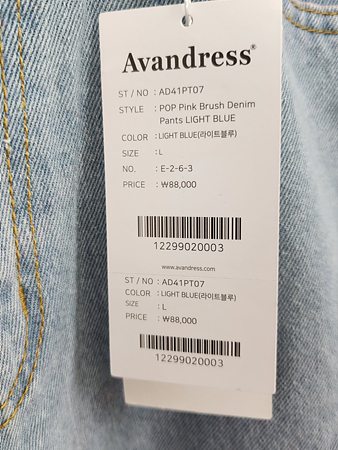 Avandress®
ST / NO : AD41PT07
STYLE : POP Pink Brush Denim
Pants LIGHT BLUE
COLOR : LIGHT BLUE(라이트블루)
SIZE : L
NO. : E-2-6-3
PRICE : ₩88,000
12299020003
www.avandress.com
ST / NO : AD41PT07
COLOR : LIGHT BLUE(라이트블루)
SIZE : L
PRICE : ₩88,000
12299020003